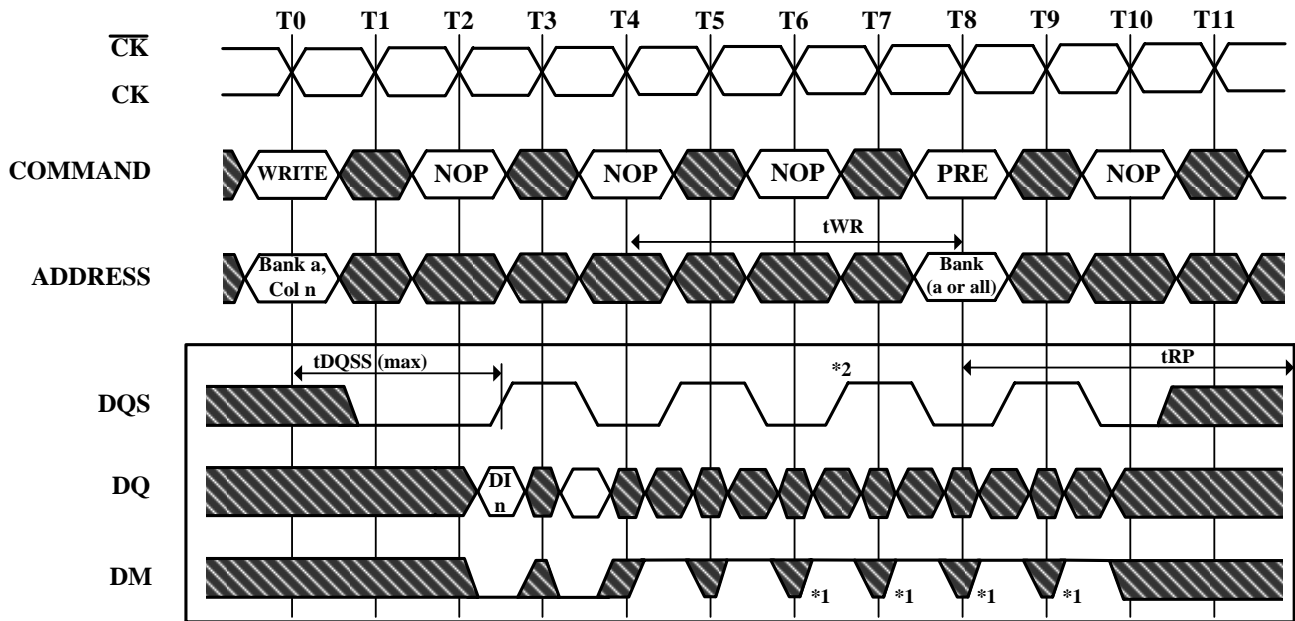 T0 T1 T2 T3 T4 T5 T6 T7 T8 T9 T10 T11
CK
CK
COMMAND WRITE NOP NOP NOP PRE NOP
tWR
ADDRESS Bank a, Col n Bank (a or all)
tDQSS (max) *2 tRP
DQS
DQ DI n
DM *1 *1 *1 *1